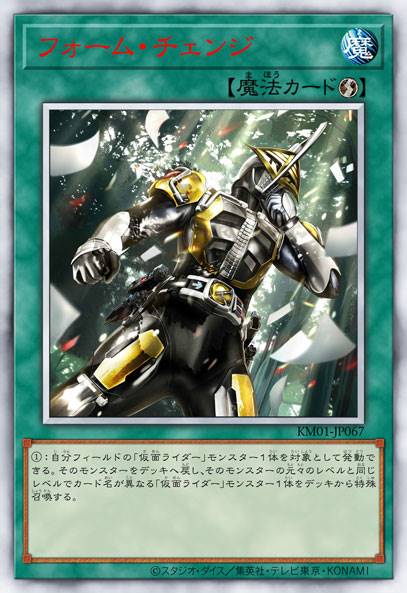 フォーム・チェンジ
魔
【魔法カード】
KM01-JP067
①：自分フィールドの「仮面ライダー」モンスター１体を対象として発動で
きる。そのモンスターをデッキへ戻し、そのモンスターの元々のレベルと同じ
レベルでカード名が異なる「仮面ライダー」モンスター１体をデッキから特殊
召喚する。
©スタジオ・ダイス／集英社・テレビ東京・KONAMI